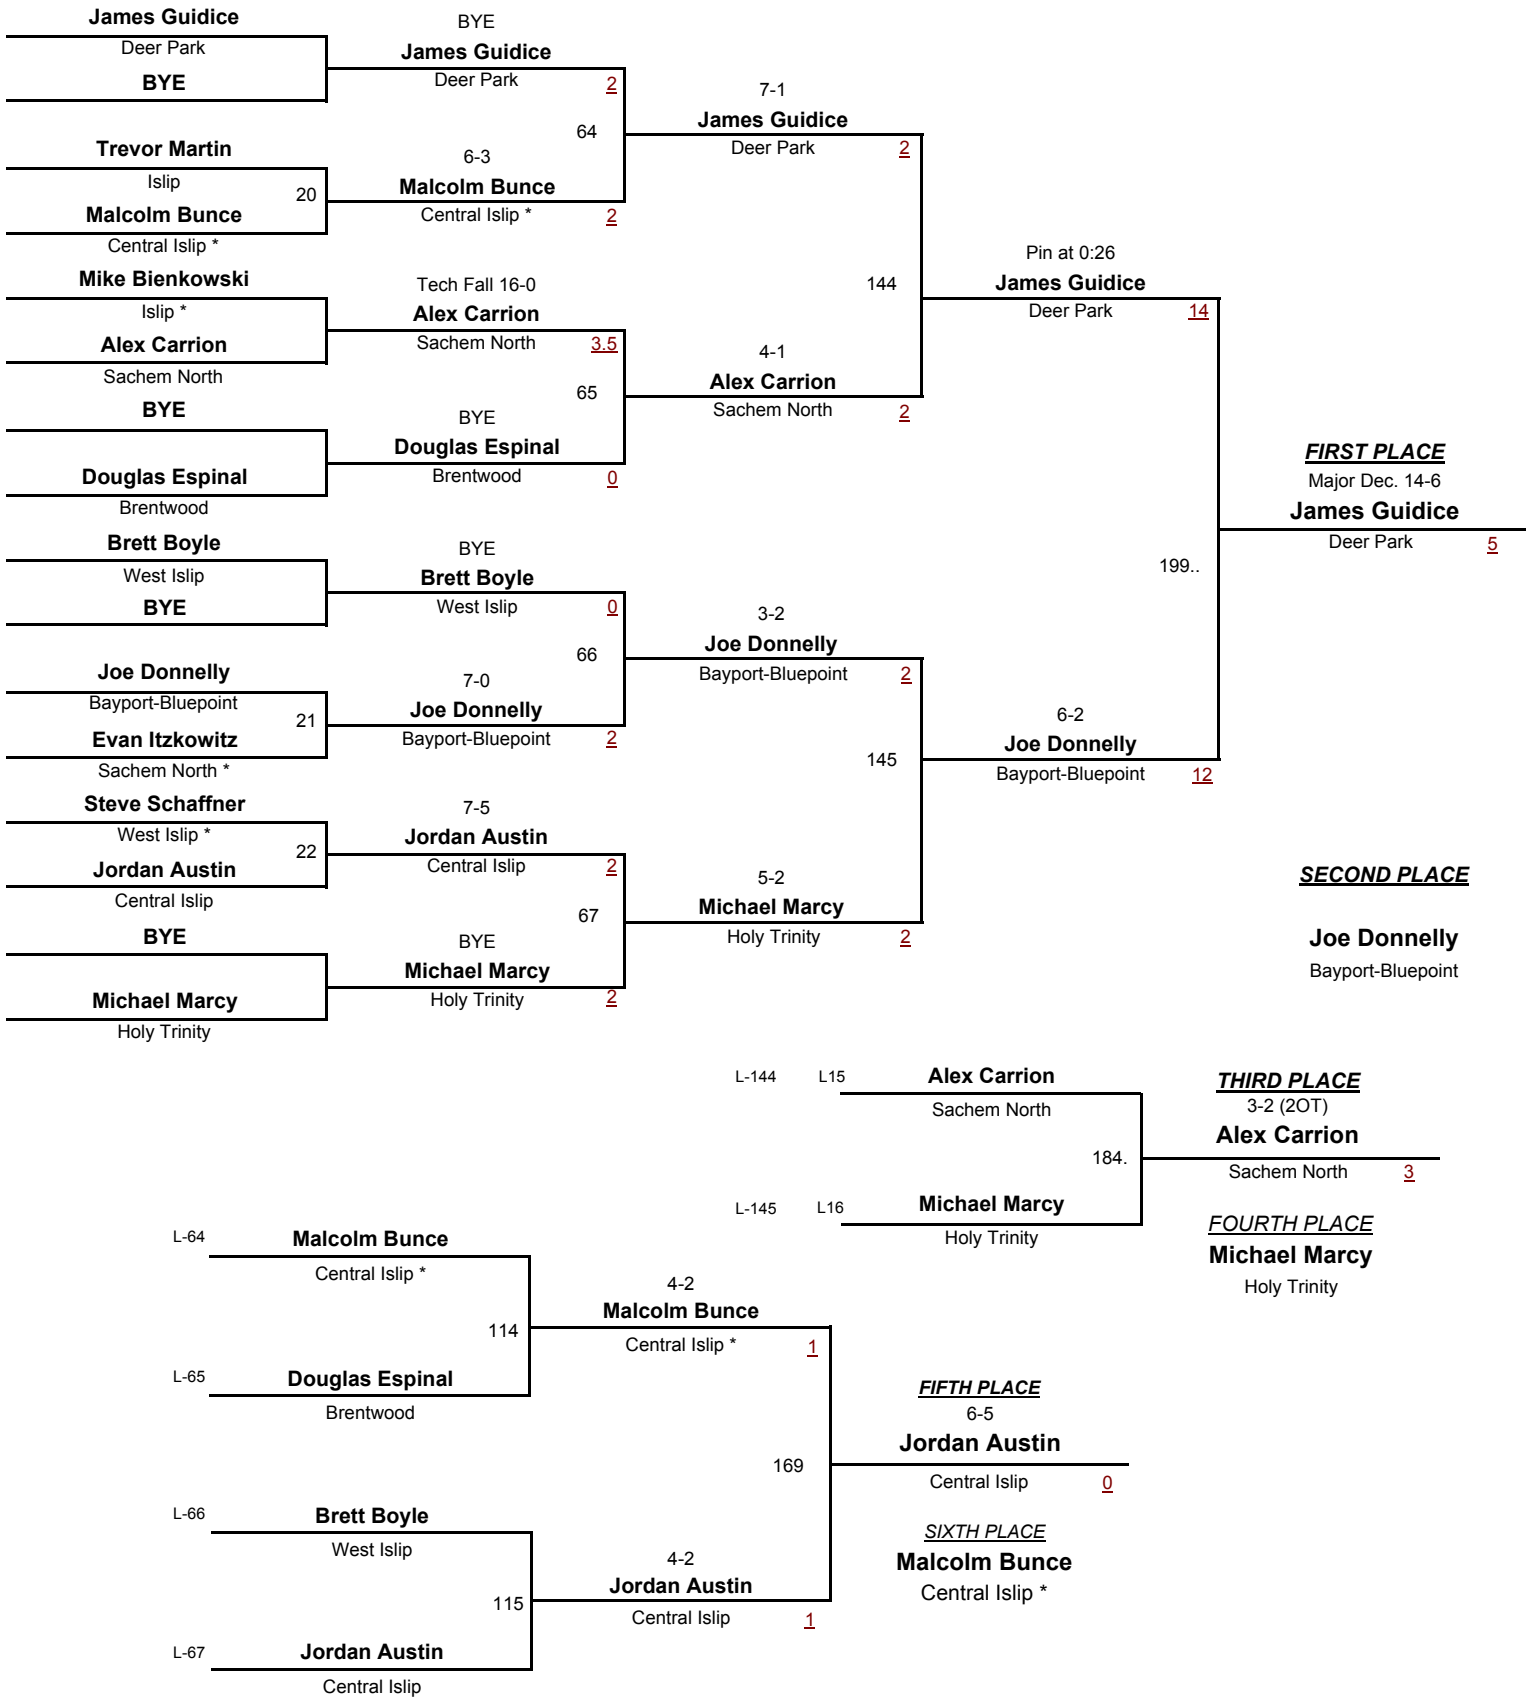 James Guidice
Deer Park
BYE
Trevor Martin
Islip
20
Malcolm Bunce
Central Islip *
Mike Bienkowski
Islip *
Alex Carrion
Sachem North
BYE
Douglas Espinal
Brentwood
Brett Boyle
West Islip
BYE
Joe Donnelly
Bayport-Bluepoint
21
Evan Itzkowitz
Sachem North *
Steve Schaffner
West Islip *
22
Jordan Austin
Central Islip
BYE
Michael Marcy
Holy Trinity
BYE
James Guidice
Deer Park 2
64
6-3
Malcolm Bunce
Central Islip * 2
Tech Fall 16-0
Alex Carrion
Sachem North 3.5
65
BYE
Douglas Espinal
Brentwood 0
BYE
Brett Boyle
West Islip 0
66
7-0
Joe Donnelly
Bayport-Bluepoint 2
7-5
Jordan Austin
Central Islip 2
67
BYE
Michael Marcy
Holy Trinity 2
7-1
James Guidice
Deer Park 2
144
4-1
Alex Carrion
Sachem North 2
3-2
Joe Donnelly
Bayport-Bluepoint 2
145
5-2
Michael Marcy
Holy Trinity 2
Pin at 0:26
James Guidice
Deer Park 14
199..
6-2
Joe Donnelly
Bayport-Bluepoint 12
FIRST PLACE
Major Dec. 14-6
James Guidice
Deer Park 5
SECOND PLACE
Joe Donnelly
Bayport-Bluepoint
L-144 L15 Alex Carrion
Sachem North
184.
L-145 L16 Michael Marcy
Holy Trinity
THIRD PLACE
3-2 (2OT)
Alex Carrion
Sachem North 3
FOURTH PLACE
Michael Marcy
Holy Trinity
L-64 Malcolm Bunce
Central Islip *
114
L-65 Douglas Espinal
Brentwood
L-66 Brett Boyle
West Islip
115
L-67 Jordan Austin
Central Islip
4-2
Malcolm Bunce
Central Islip * 1
169
4-2
Jordan Austin
Central Islip 1
FIFTH PLACE
6-5
Jordan Austin
Central Islip 0
SIXTH PLACE
Malcolm Bunce
Central Islip *